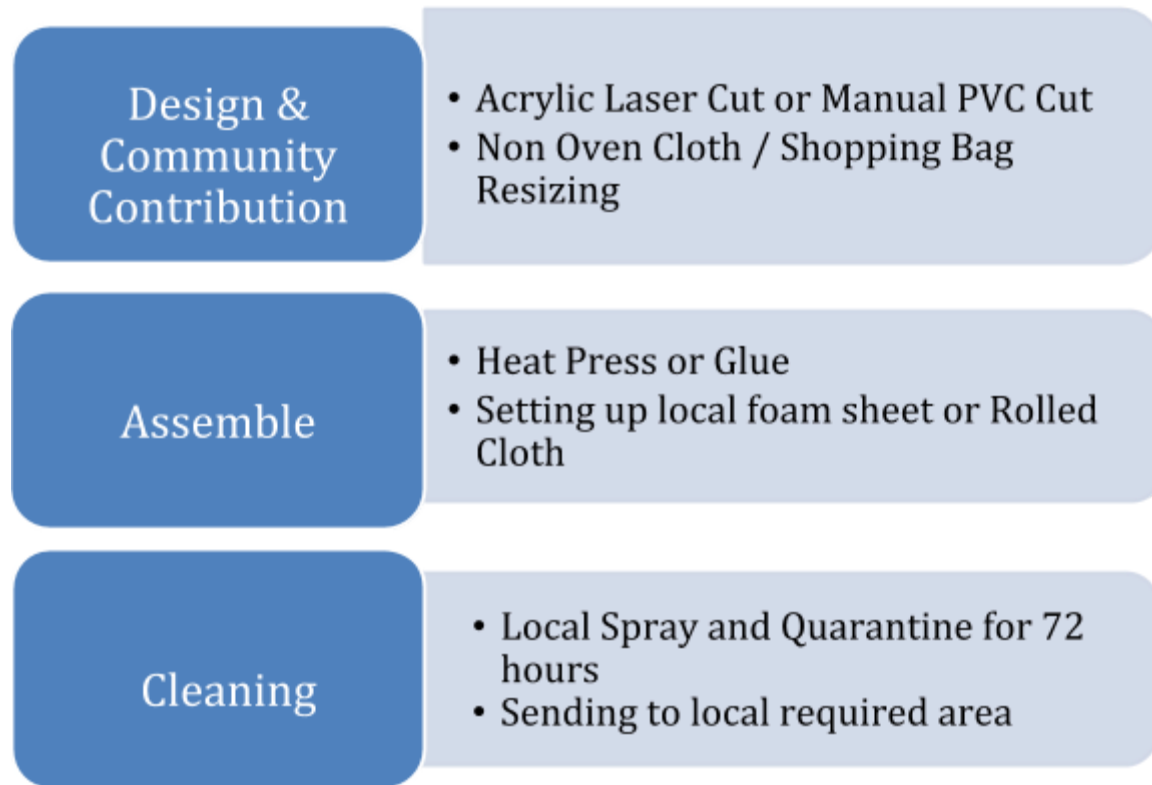 Design &
Community
Contribution
• Acrylic Laser Cut or Manual PVC Cut
• Non Oven Cloth / Shopping Bag
Resizing
Assemble
• Heat Press or Glue
• Setting up local foam sheet or Rolled
Cloth
Cleaning
• Local Spray and Quarantine for 72
hours
• Sending to local required area